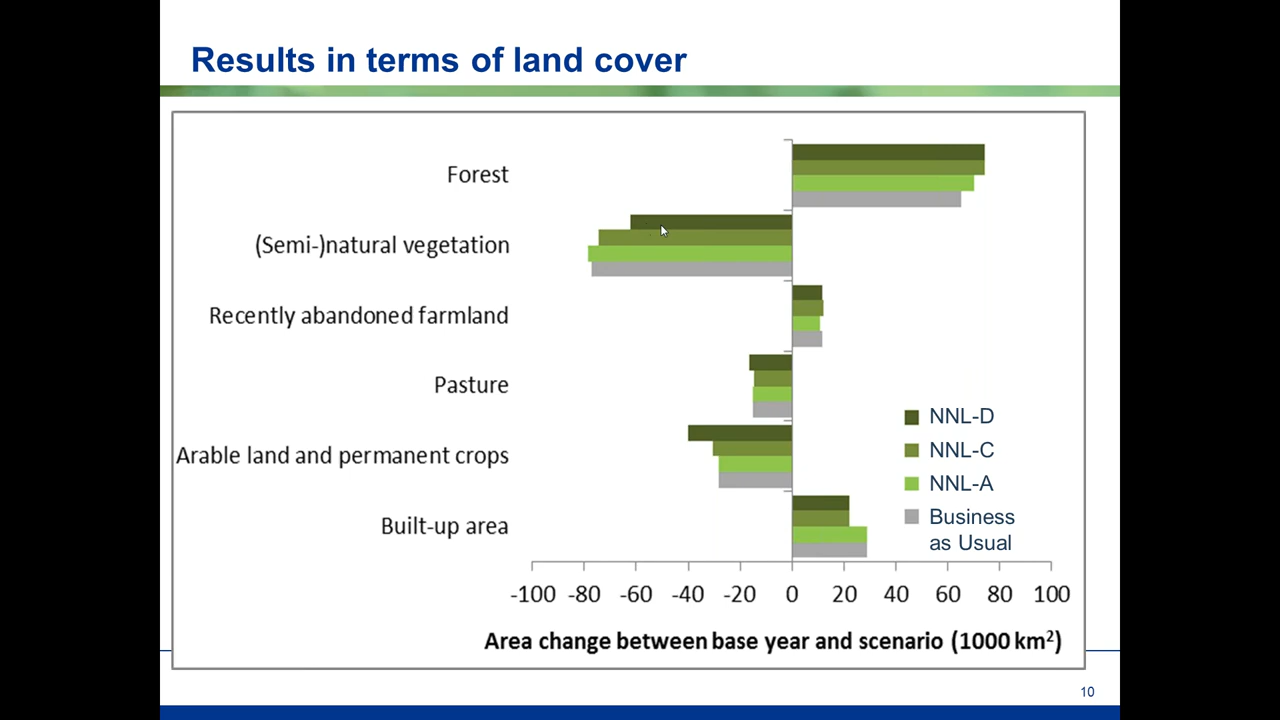 Results in terms of land cover
Forest
(Semi-)natural vegetation
Recently abandoned farmland
Pasture
Arable land and permanent crops
Built-up area
NNL-D
NNL-C
NNL-A
Business
as Usual
-100 -80 -60 -40 -20 0 20 40 60 80 100
Area change between base year and scenario (1000 km²)
10